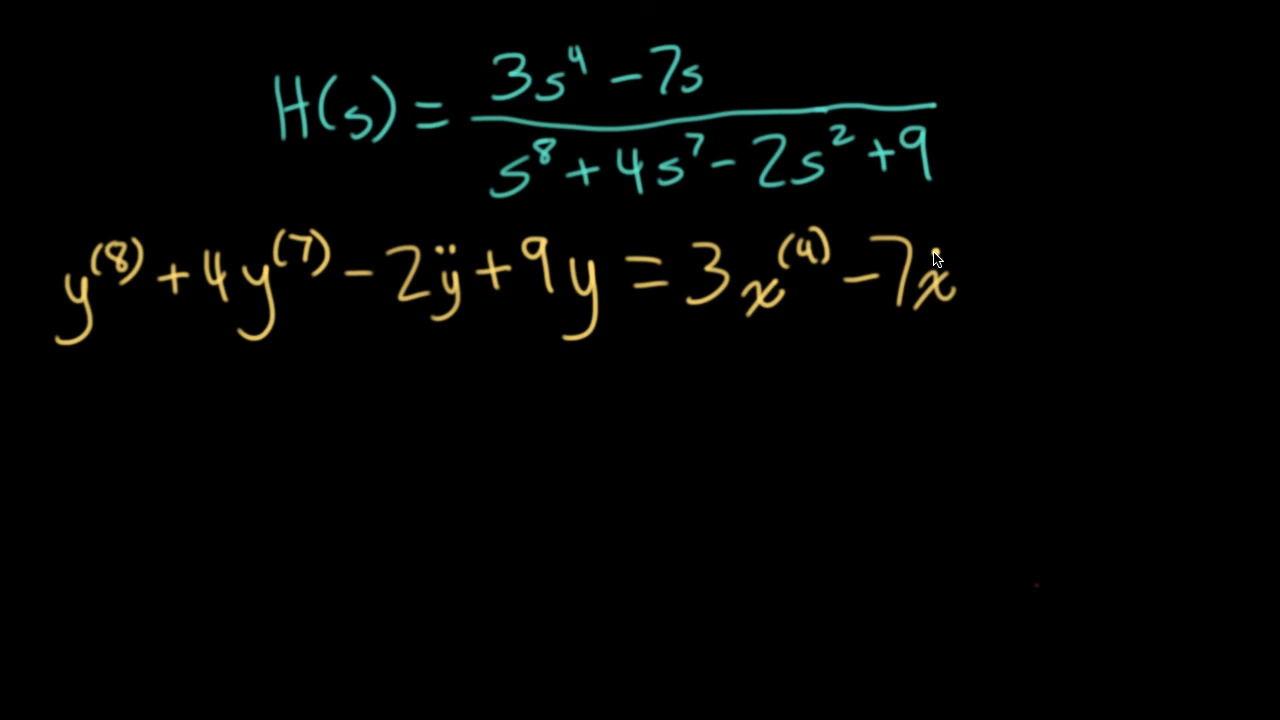 H(s) = (3s⁴ - 7s) / (s⁸ + 4s⁷ - 2s² + 9)
y⁽⁸⁾ + 4y⁽⁷⁾ - 2ÿ + 9y = 3x⁽⁴⁾ - 7ẋ